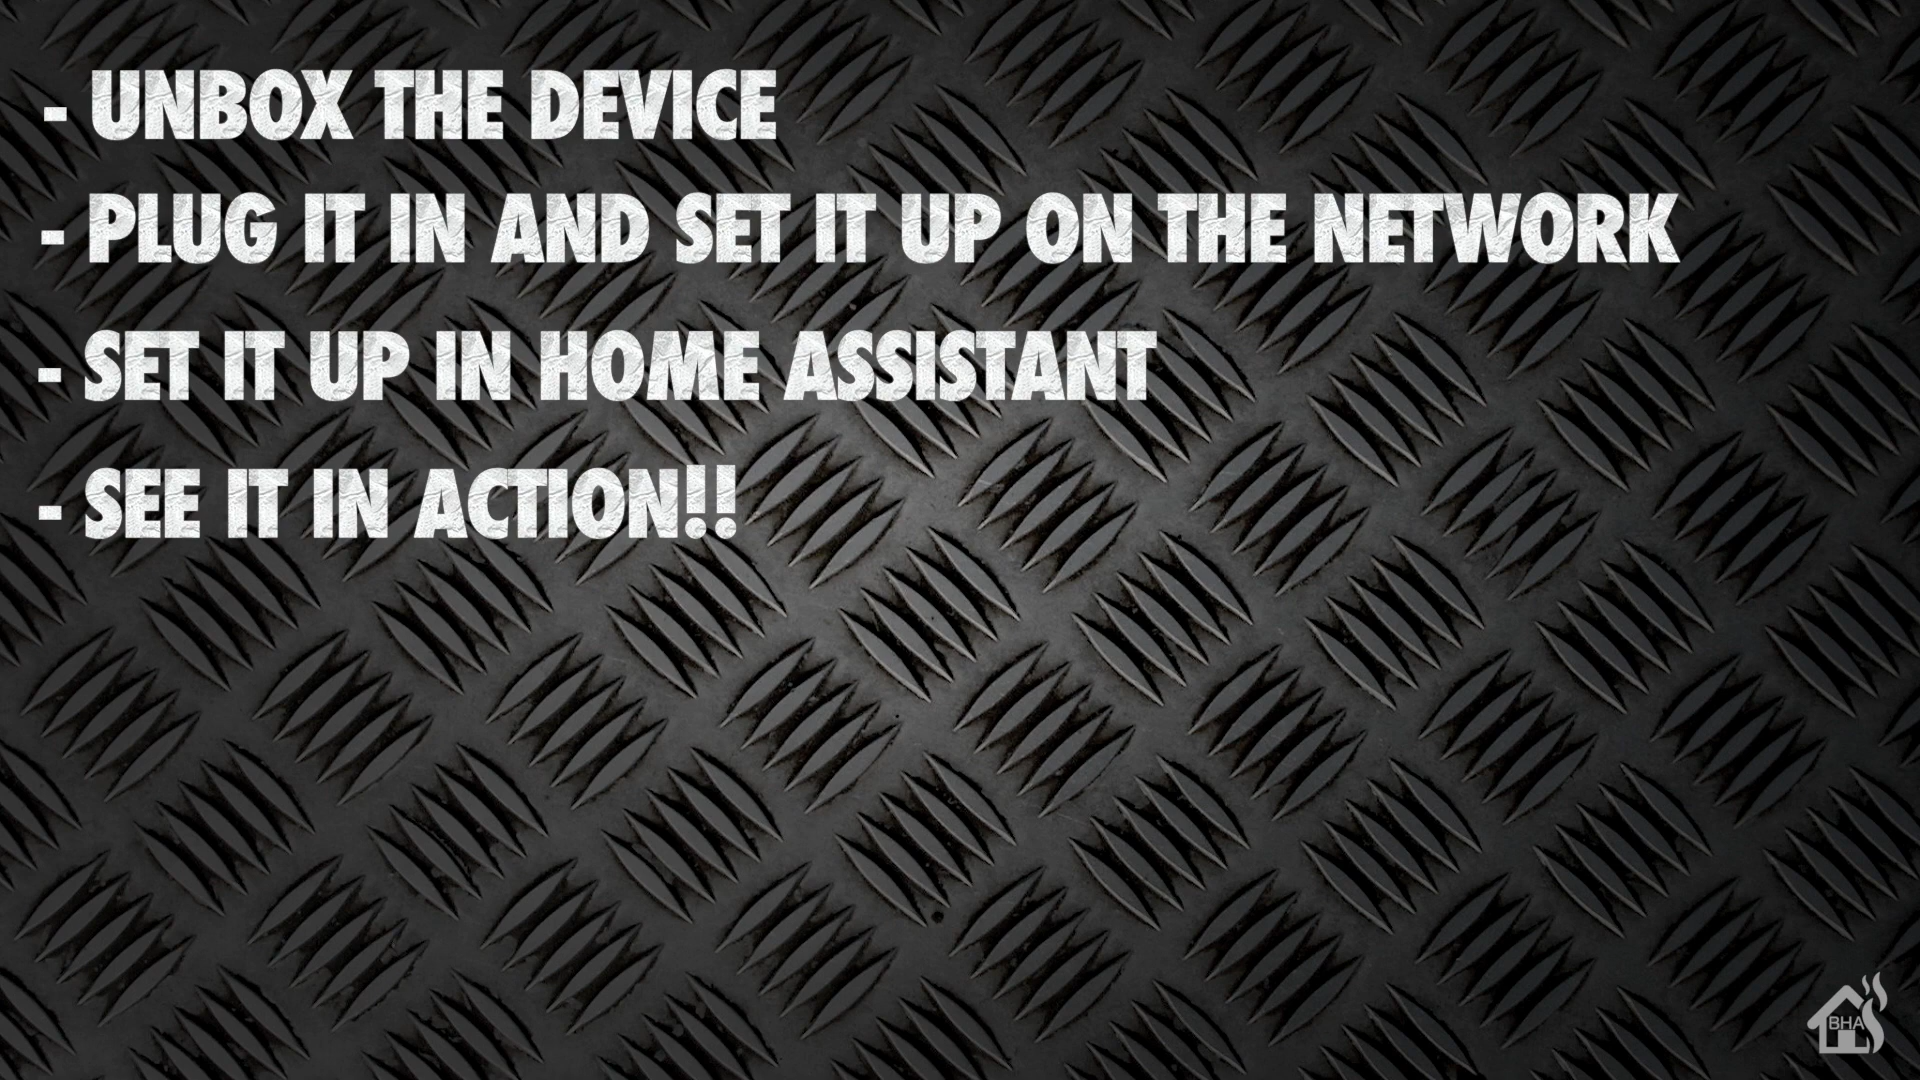 - UNBOX THE DEVICE
- PLUG IT IN AND SET IT UP ON THE NETWORK
- SET IT UP IN HOME ASSISTANT
- SEE IT IN ACTION!!
BHA